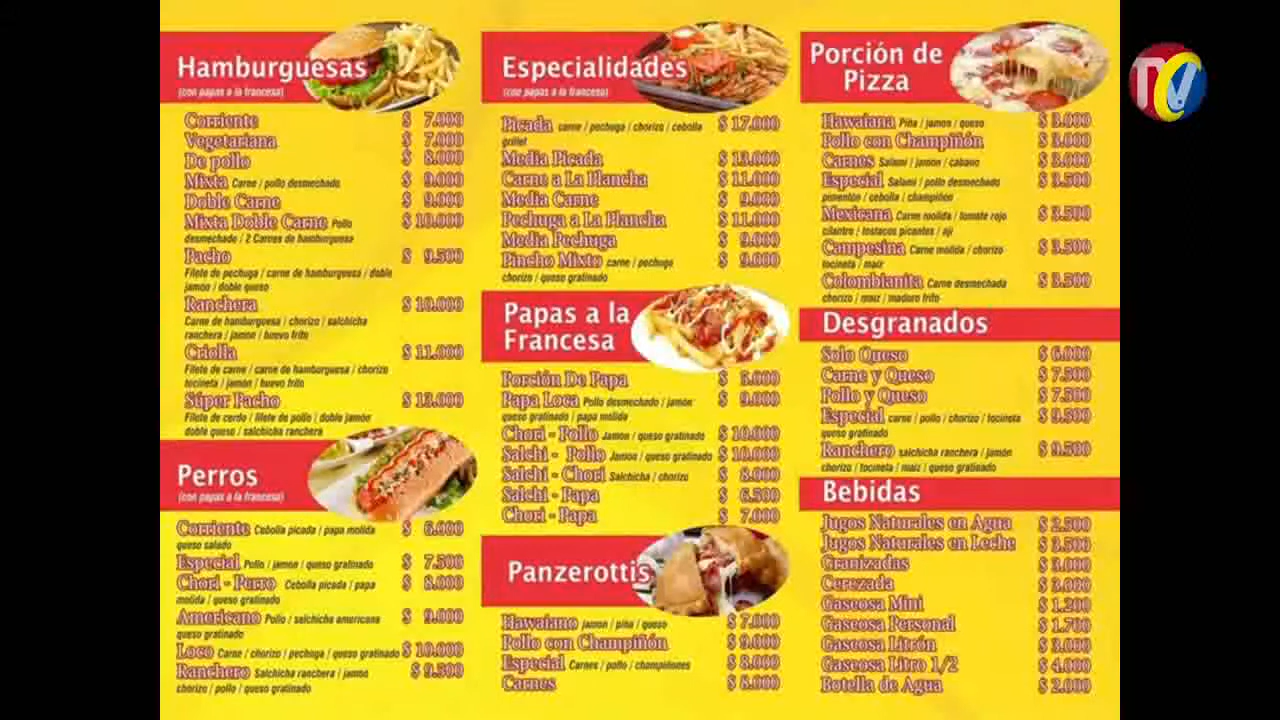 Hamburguesas
(con papas a la francesa)
Corriente $ 7.000
Vegetariana $ 7.000
De pollo $ 8.000
Mixta Carne / pollo desmechado $ 9.000
Doble Carne $ 9.000
Mixta Doble Carne Pollo $ 10.000
desmechado / 2 Carnes de hamburguesa
Pacho $ 9.500
Filete de pechuga / carne de hamburguesa / doble
jamon / doble queso
Ranchera $ 10.000
Carne de hamburguesa / chorizo / salchicha
ranchera / jamon / huevo frito
Criolla $ 11.000
Filete de carne / carne de hamburguesa / chorizo
tocineta / jamón / huevo frito
Súper Pacho $ 13.000
Filete de cerdo / filete de pollo / doble jamón
doble queso / salchicha ranchera
Perros
(con papas a la francesa)
Corriente Cebolla picada / papa molida $ 6.000
queso salado
Especial Pollo / jamon / queso gratinado $ 7.500
Chori - Perro Cebolla picada / papa $ 8.000
molida / queso gratinado
Americano Pollo / salchicha americana $ 9.000
queso gratinado
Loco Carne / chorizo / pechuga / queso gratinado $ 10.000
Ranchero Salchicha ranchera / jamón $ 9.500
chorizo / pollo / queso gratinado
Especialidades
(con papas a la francesa)
Picada carne / pechuga / chorizo / cebolla $ 17.000
grillet
Media Picada $ 13.000
Carne a La Plancha $ 11.000
Media Carne $ 9.000
Pechuga a La Plancha $ 11.000
Media Pechuga $ 9.000
Pincho Mixto carne / pechuga $ 9.000
chorizo / queso gratinado
Papas a la
Francesa
Porción De Papa $ 5.000
Papa Loca Pollo desmechado / jamón $ 9.000
queso gratinado / papa molida
Chori - Pollo Jamon / queso gratinado $ 10.000
Salchi - Pollo Jamon / queso gratinado $ 10.000
Salchi - Chori Salchicha / chorizo $ 8.000
Salchi - Papa $ 6.500
Chori - Papa $ 7.000
Panzerottis
Hawaiano jamon / piña / queso $ 7.000
Pollo con Champiñón $ 9.000
Especial Carnes / pollo / champiñones $ 8.000
Carnes $ 8.000
Porción de
Pizza
Hawaiana Piña / jamon / queso $ 3.000
Pollo con Champiñón $ 3.000
Carnes Salami / jamon / cabano $ 3.000
Especial Salami / pollo desmechado $ 3.500
pimentón / cebolla / champiñon
Mexicana Carne molida / tomate rojo $ 3.500
cilantro / tostacos picantes / aji
Campesina Carne molida / chorizo $ 3.500
tocineta / maiz
Colombianita Carne desmechada $ 3.500
chorizo / maiz / maduro frito
Desgranados
Solo Queso $ 6.000
Carne y Queso $ 7.500
Pollo y Queso $ 7.500
Especial carne / pollo / chorizo / tocineta $ 9.500
queso gratinado
Ranchero salchicha ranchera / jamón $ 9.500
chorizo / tocineta / maiz / queso gratinado
Bebidas
Jugos Naturales en Agua $ 2.500
Jugos Naturales en Leche $ 3.500
Granizadas $ 3.000
Cerezada $ 3.000
Gaseosa Mini $ 1.200
Gaseosa Personal $ 1.700
Gaseosa Litrón $ 3.000
Gaseosa Litro 1/2 $ 4.000
Botella de Agua $ 2.000
TVC